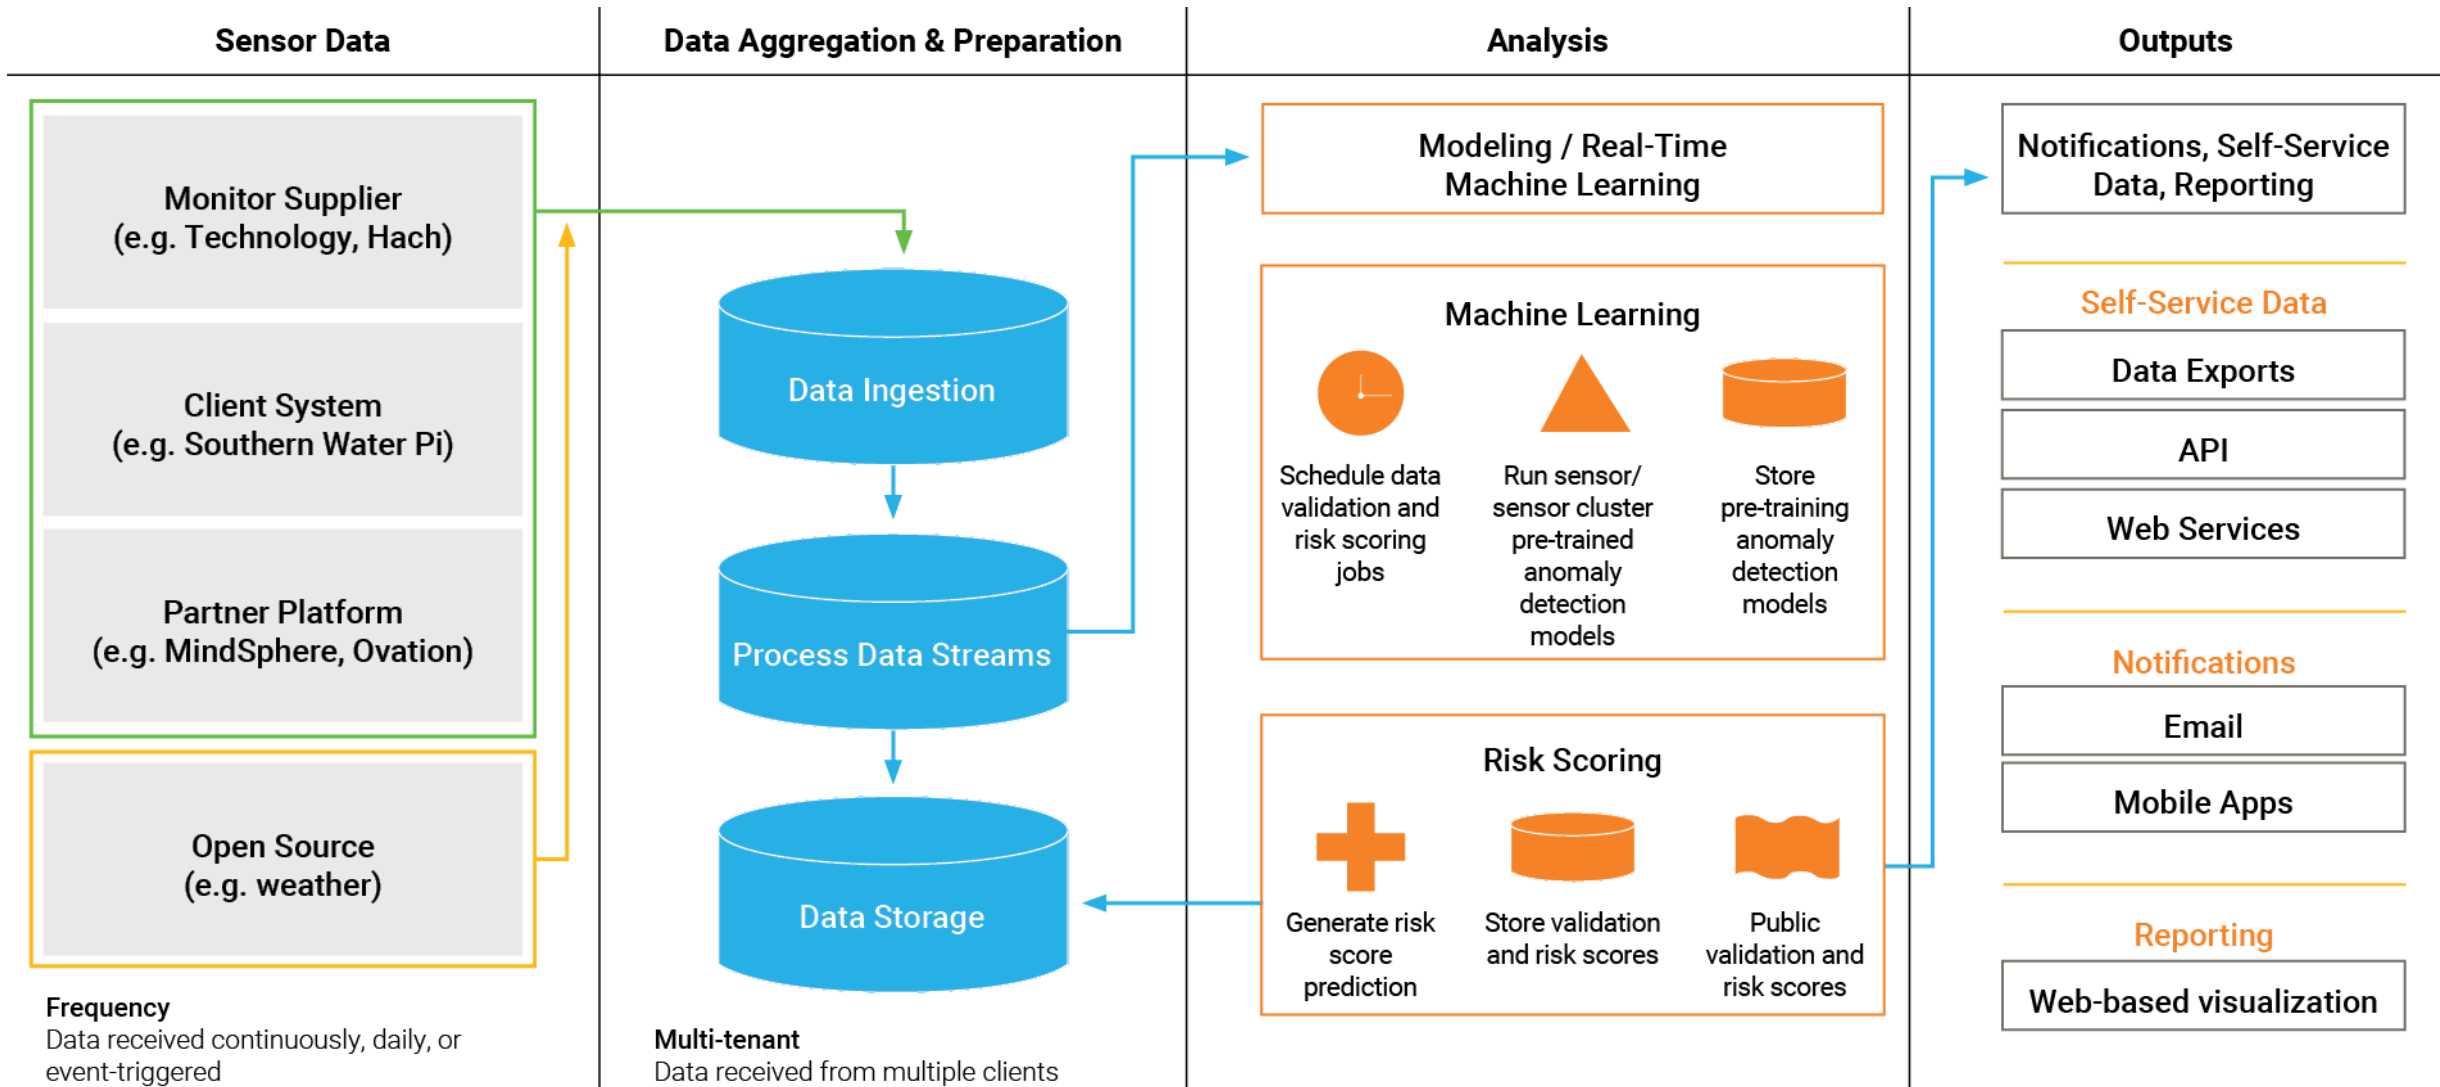 Sensor Data
Data Aggregation & Preparation
Analysis
Outputs
Monitor Supplier
(e.g. Technology, Hach)
Client System
(e.g. Southern Water Pi)
Partner Platform
(e.g. MindSphere, Ovation)
Open Source
(e.g. weather)
Frequency
Data received continuously, daily, or
event-triggered
Data Ingestion
Process Data Streams
Data Storage
Multi-tenant
Data received from multiple clients
Modeling / Real-Time
Machine Learning
Machine Learning
Schedule data
validation and
risk scoring
jobs
Run sensor/
sensor cluster
pre-trained
anomaly
detection
models
Store
pre-training
anomaly
detection
models
Risk Scoring
Generate risk
score
prediction
Store validation
and risk scores
Public
validation and
risk scores
Notifications, Self-Service
Data, Reporting
Self-Service Data
Data Exports
API
Web Services
Notifications
Email
Mobile Apps
Reporting
Web-based visualization